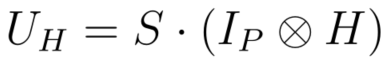 U_H = S · (I_P ⊗ H)